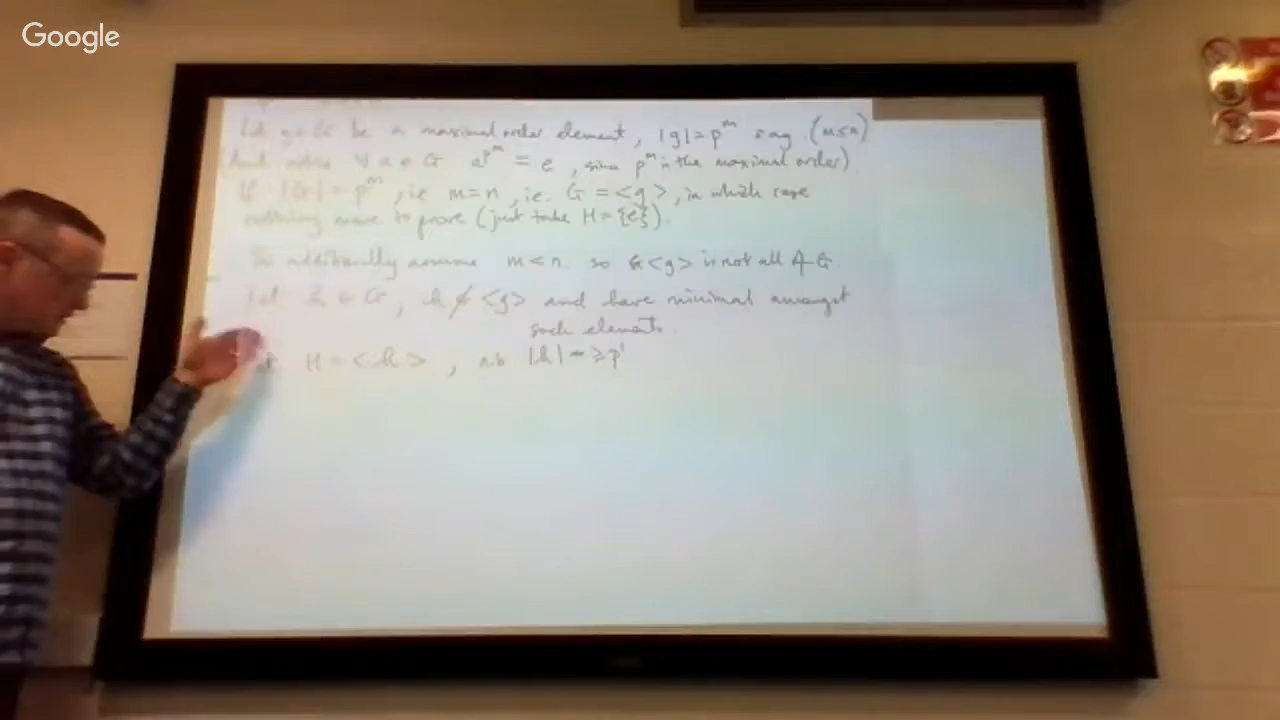 Google
Let g ∈ G be a maximal order element, |g| = p^m say. (m ≤ n)
And notice ∀ a ∈ G a^{p^m} = e, since p^m is the maximal order).
If |G| = p^m, ie m = n, ie. G = <g>, in which case
nothing more to prove (just take H = {e}).
So additionally assume m < n. so <g> is not all of G.
Let h ∈ G, h ∉ <g> and have minimal amongst
such elements.
H = <h>, n.b. |h| ≥ p^1